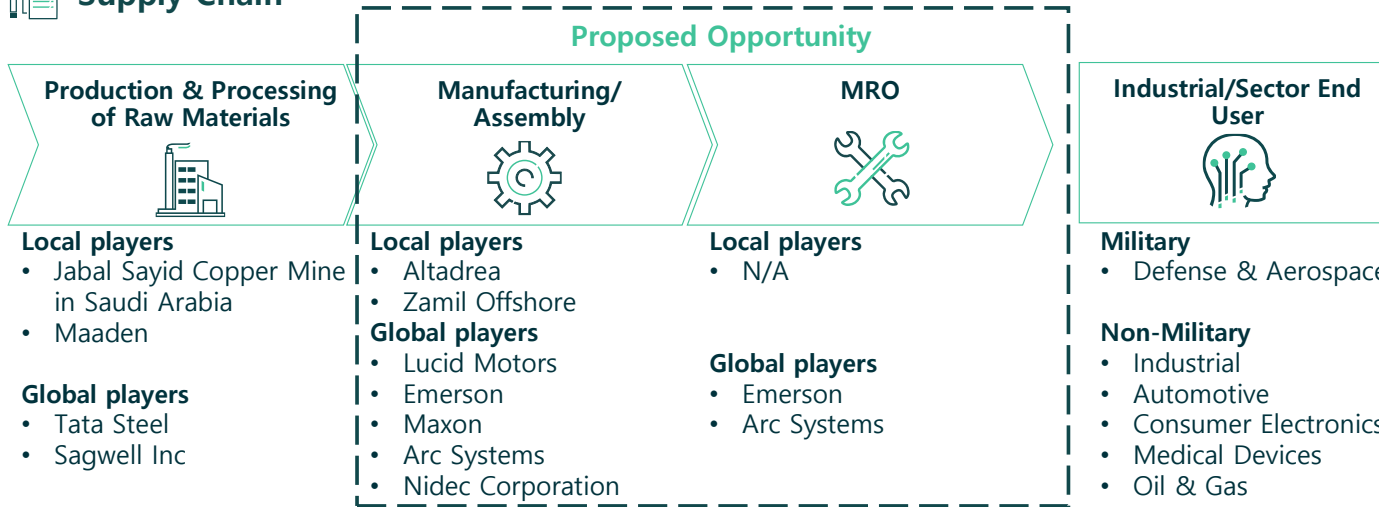 Supply Chain
Proposed Opportunity
Production & Processing
of Raw Materials
Local players
• Jabal Sayid Copper Mine
in Saudi Arabia
• Maaden
Global players
• Tata Steel
• Sagwell Inc
Manufacturing/
Assembly
Local players
• Altadrea
• Zamil Offshore
Global players
• Lucid Motors
• Emerson
• Maxon
• Arc Systems
• Nidec Corporation
MRO
Local players
• N/A
Global players
• Emerson
• Arc Systems
Industrial/Sector End
User
Military
• Defense & Aerospace
Non-Military
• Industrial
• Automotive
• Consumer Electronics
• Medical Devices
• Oil & Gas